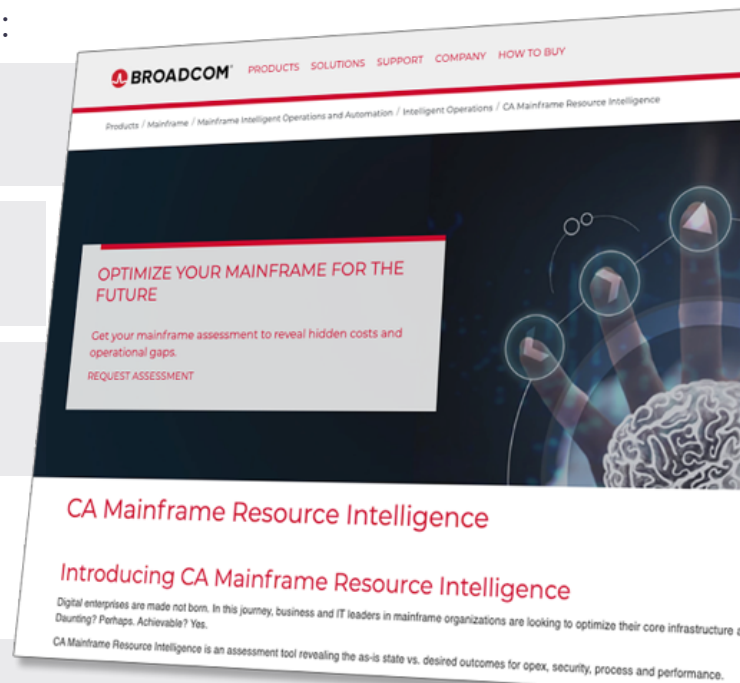 :
BROADCOM
PRODUCTS SOLUTIONS SUPPORT COMPANY HOW TO BUY
Products / Mainframe / Mainframe Intelligent Operations and Automation / Intelligent Operations / CA Mainframe Resource Intelligence
OPTIMIZE YOUR MAINFRAME FOR THE
FUTURE
Get your mainframe assessment to reveal hidden costs and
operational gaps.
REQUEST ASSESSMENT
CA Mainframe Resource Intelligence
Introducing CA Mainframe Resource Intelligence
Digital enterprises are made not born. In this journey, business and IT leaders in mainframe organizations are looking to optimize their core infrastructure a
Daunting? Perhaps. Achievable? Yes.
CA Mainframe Resource Intelligence is an assessment tool revealing the as-is state vs. desired outcomes for opex, security, process and performance.